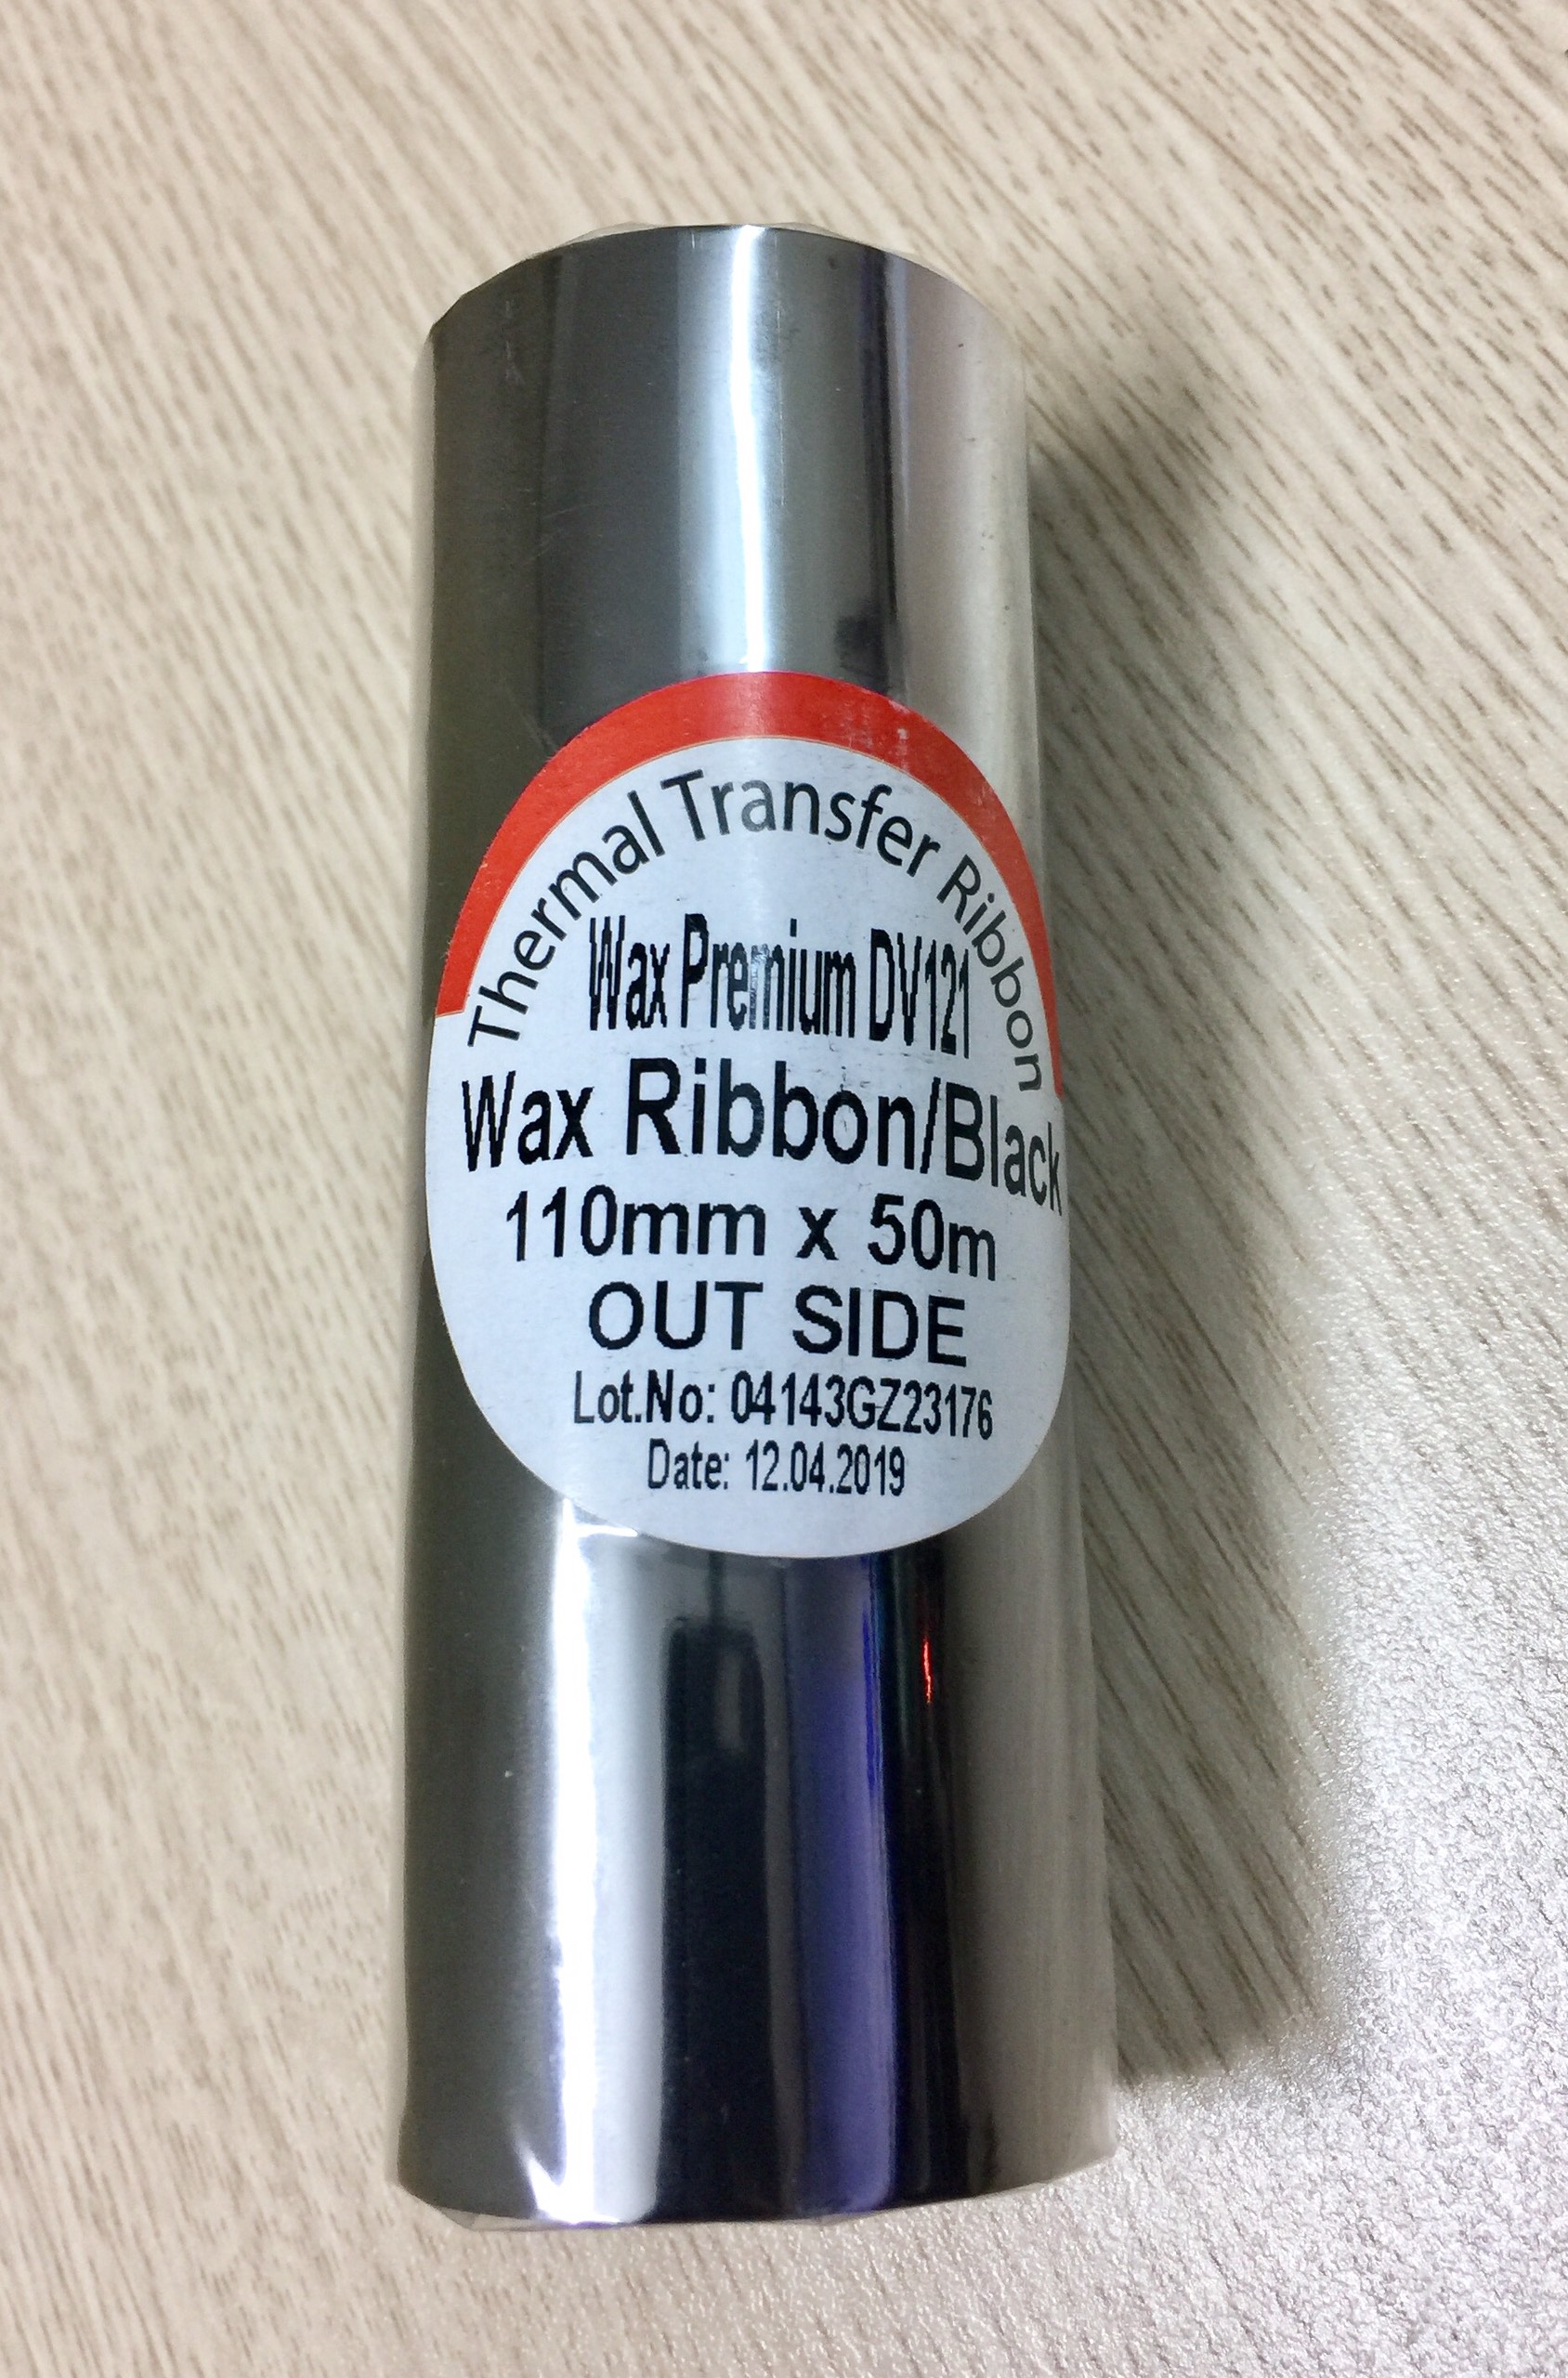 Thermal Transfer Ribbon
Wax Premium DV121
Wax Ribbon/Black
110mm x 50m
OUT SIDE
Lot.No: 04143GZ23176
Date: 12.04.2019